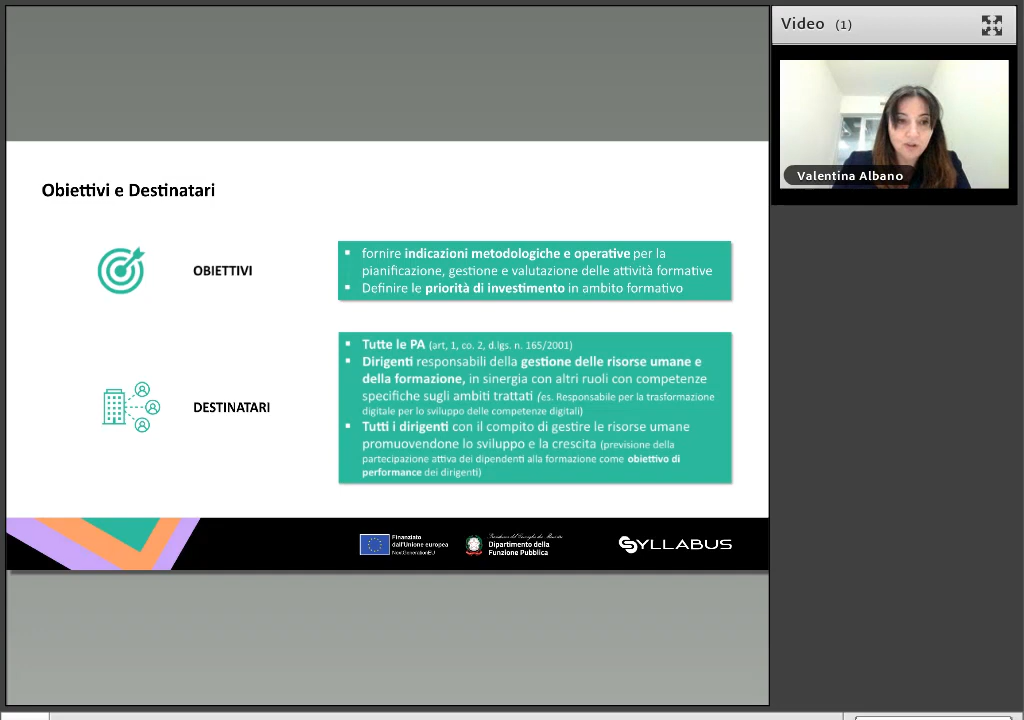 Video (1)
Valentina Albano
Obiettivi e Destinatari
OBIETTIVI
▪ fornire indicazioni metodologiche e operative per la
pianificazione, gestione e valutazione delle attività formative
▪ Definire le priorità di investimento in ambito formativo
DESTINATARI
▪ Tutte le PA (art, 1, co. 2, d.lgs. n. 165/2001)
▪ Dirigenti responsabili della gestione delle risorse umane e
della formazione, in sinergia con altri ruoli con competenze
specifiche sugli ambiti trattati (es. Responsabile per la trasformazione
digitale per lo sviluppo delle competenze digitali)
▪ Tutti i dirigenti con il compito di gestire le risorse umane
promuovendone lo sviluppo e la crescita (previsione della
partecipazione attiva dei dipendenti alla formazione come obiettivo di
performance dei dirigenti)
Finanziato
dall'Unione europea
NextGenerationEU
Dipartimento della
Funzione Pubblica
SYLLABUS